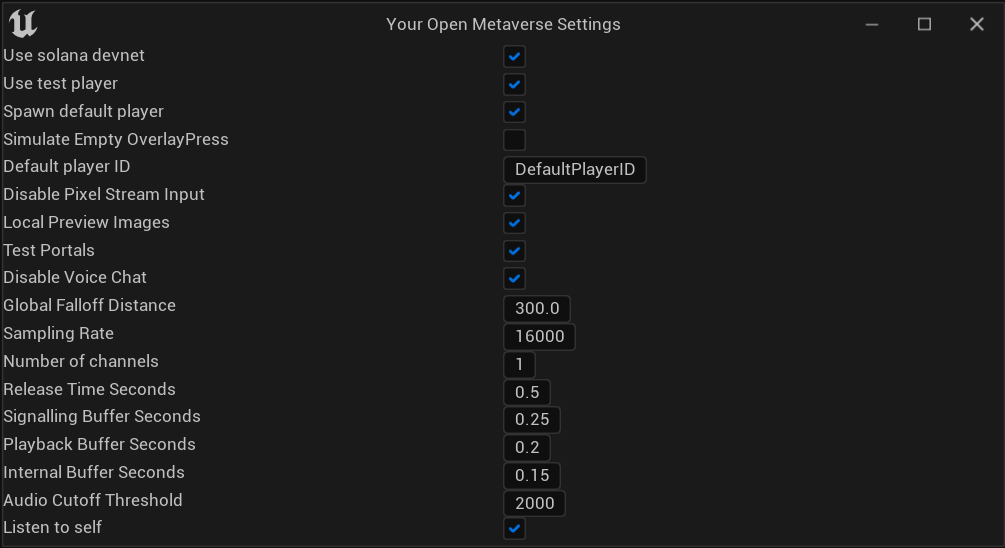 Your Open Metaverse Settings
Use solana devnet
Use test player
Spawn default player
Simulate Empty OverlayPress
Default player ID DefaultPlayerID
Disable Pixel Stream Input
Local Preview Images
Test Portals
Disable Voice Chat
Global Falloff Distance 300.0
Sampling Rate 16000
Number of channels 1
Release Time Seconds 0.5
Signalling Buffer Seconds 0.25
Playback Buffer Seconds 0.2
Internal Buffer Seconds 0.15
Audio Cutoff Threshold 2000
Listen to self